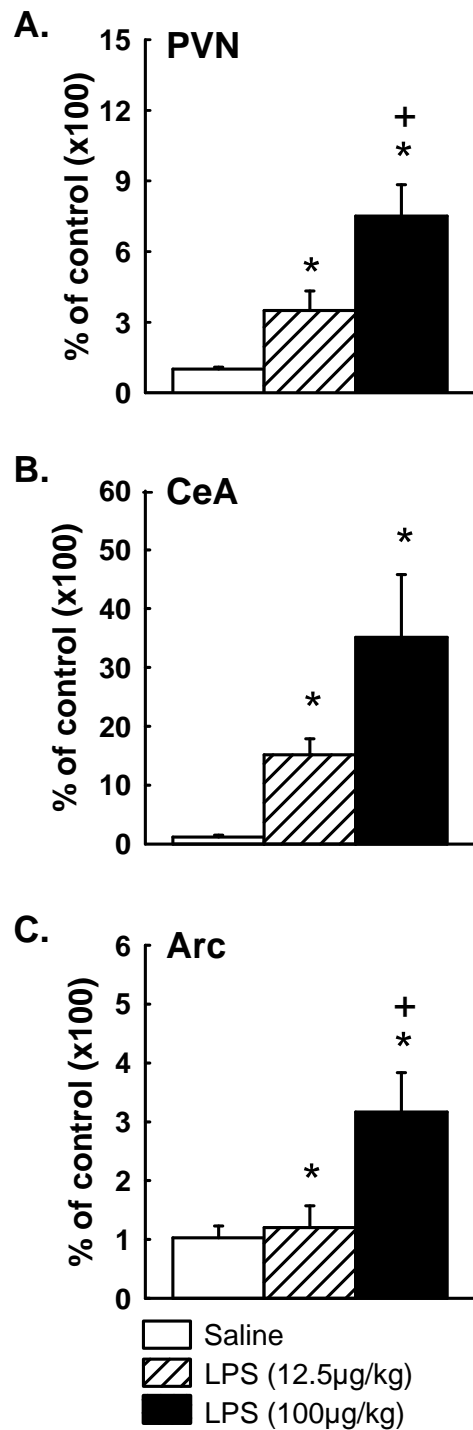 A.
PVN
% of control (x100)
15
12
9
6
3
0
*
+
*
B.
CeA
% of control (x100)
60
50
40
30
20
10
0
*
*
C.
Arc
% of control (x100)
6
5
4
3
2
1
0
*
+
*
Saline
LPS (12.5µg/kg)
LPS (100µg/kg)